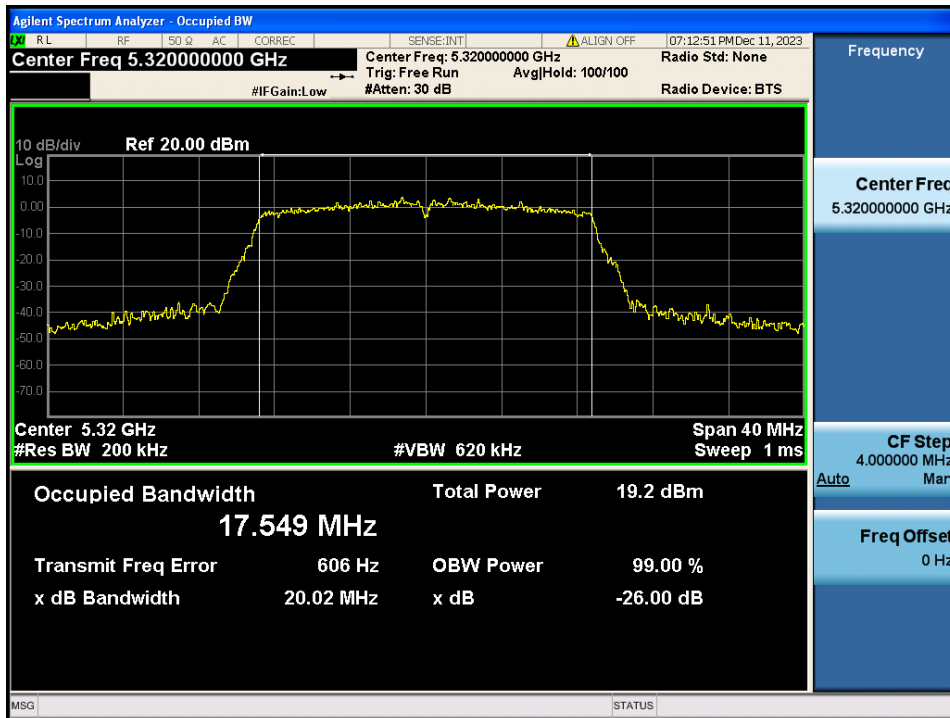 Agilent Spectrum Analyzer - Occupied BW
LXI RL RF 50 Ω AC CORREC SENSE:INT ALIGN OFF 07:12:51 PM Dec 11, 2023
Center Freq 5.320000000 GHz
Center Freq: 5.320000000 GHz Radio Std: None
Trig: Free Run Avg|Hold: 100/100
#IFGain:Low #Atten: 30 dB Radio Device: BTS
10 dB/div Ref 20.00 dBm
Log
10.0
0.00
-10.0
-20.0
-30.0
-40.0
-50.0
-60.0
-70.0
Center 5.32 GHz Span 40 MHz
#Res BW 200 kHz #VBW 620 kHz Sweep 1 ms
Occupied Bandwidth Total Power 19.2 dBm
17.549 MHz
Transmit Freq Error 606 Hz OBW Power 99.00 %
x dB Bandwidth 20.02 MHz x dB -26.00 dB
MSG STATUS
Frequency
Center Freq
5.320000000 GHz
CF Step
4.000000 MHz
Auto Man
Freq Offset
0 Hz